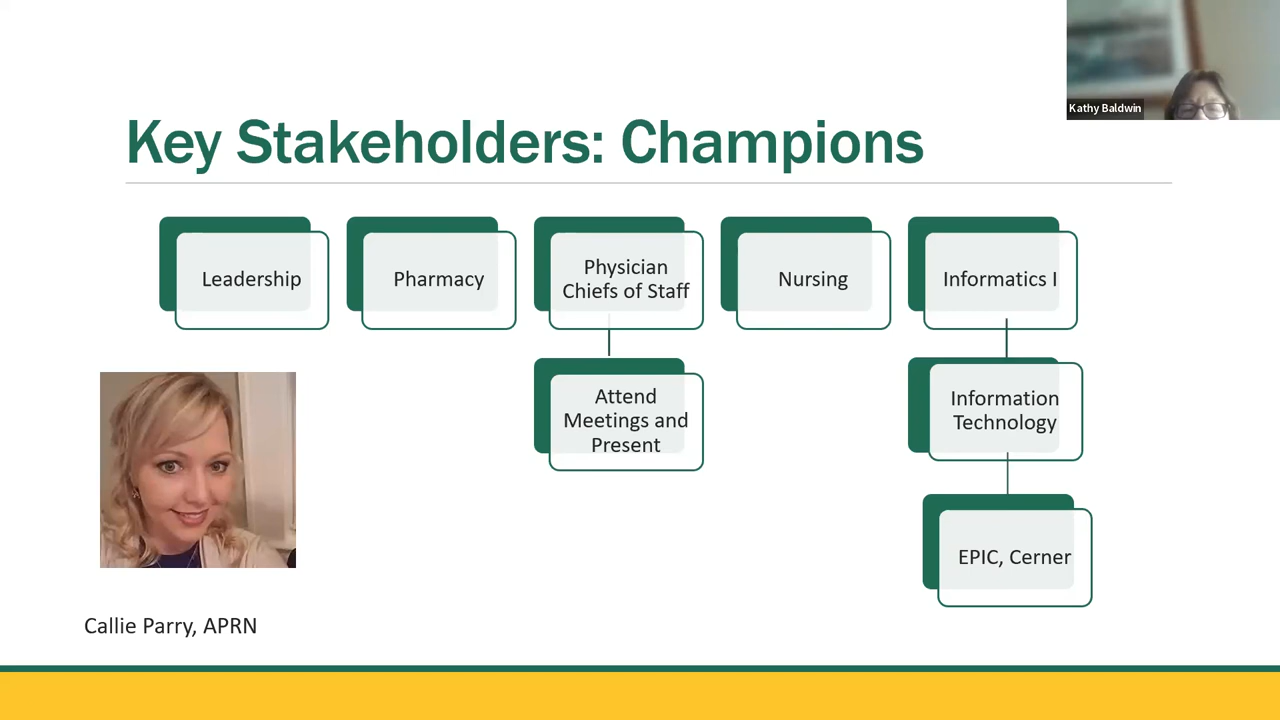 Kathy Baldwin
Key Stakeholders: Champions
Leadership
Pharmacy
Physician
Chiefs of Staff
Nursing
Informatics I
Attend
Meetings and
Present
Information
Technology
EPIC, Cerner
Callie Parry, APRN